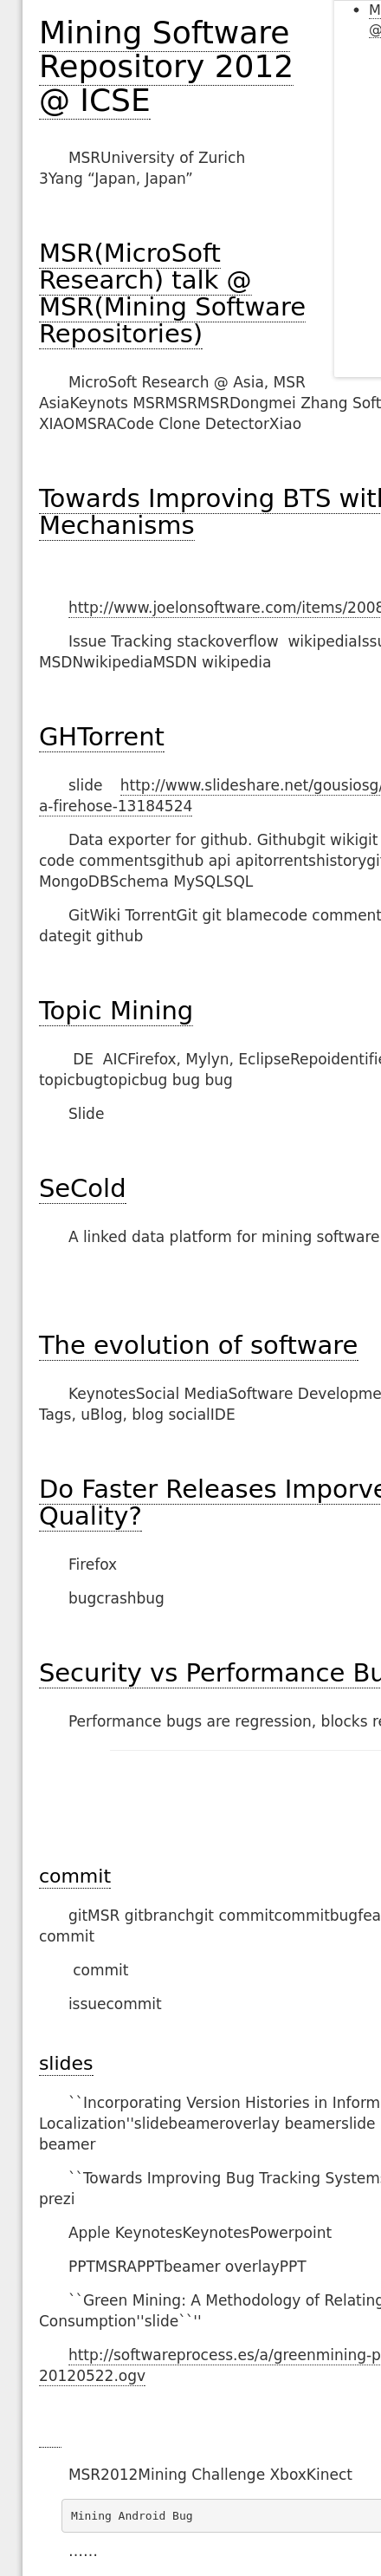 Mining Software
Repository 2012
@ ICSE
M
@
MSRUniversity of Zurich
3Yang “Japan, Japan”
MSR(MicroSoft
Research) talk @
MSR(Mining Software
Repositories)
MicroSoft Research @ Asia, MSR
AsiaKeynots MSRMSRMSRDongmei Zhang Soft
XIAOMSRACode Clone DetectorXiao
Towards Improving BTS with
Mechanisms
http://www.joelonsoftware.com/items/2008
Issue Tracking stackoverflow wikipediaIssu
MSDNwikipediaMSDN wikipedia
GHTorrent
slide http://www.slideshare.net/gousiosg/
a-firehose-13184524
Data exporter for github. Githubgit wikigit
code commentsgithub api apitorrentshistorygit
MongoDBSchema MySQLSQL
GitWiki TorrentGit git blamecode comment
dategit github
Topic Mining
DE AICFirefox, Mylyn, EclipseRepoidentifie
topicbugtopicbug bug bug
Slide
SeCold
A linked data platform for mining software
The evolution of software
KeynotesSocial MediaSoftware Developme
Tags, uBlog, blog socialIDE
Do Faster Releases Imporve
Quality?
Firefox
bugcrashbug
Security vs Performance Bu
Performance bugs are regression, blocks re
commit
gitMSR gitbranchgit commitcommitbugfea
commit
commit
issuecommit
slides
``Incorporating Version Histories in Inform
Localization''slidebeameroverlay beamerslide
beamer
``Towards Improving Bug Tracking Systems
prezi
Apple KeynotesKeynotesPowerpoint
PPTMSRAPPTbeamer overlayPPT
``Green Mining: A Methodology of Relating
Consumption''slide``''
http://softwareprocess.es/a/greenmining-p
20120522.ogv
MSR2012Mining Challenge XboxKinect
Mining Android Bug
……